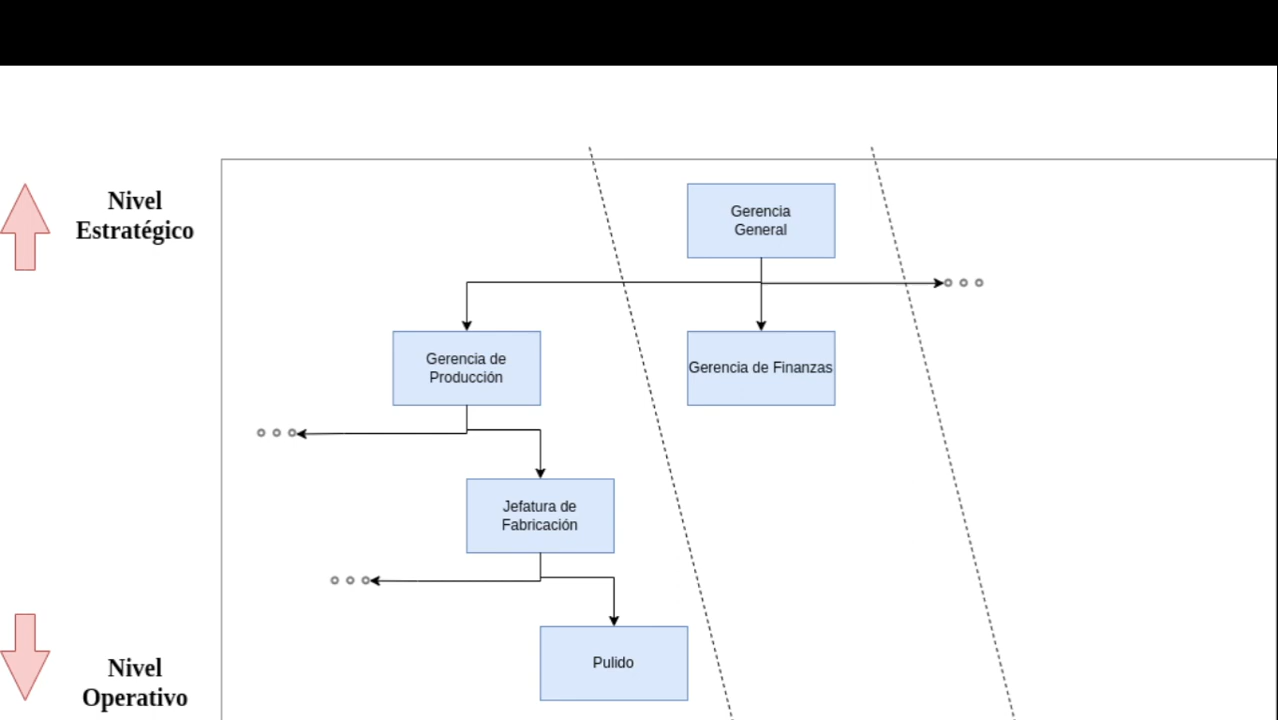 Nivel
Estratégico
Gerencia
General
Gerencia de
Producción
Gerencia de Finanzas
Jefatura de
Fabricación
Pulido
Nivel
Operativo